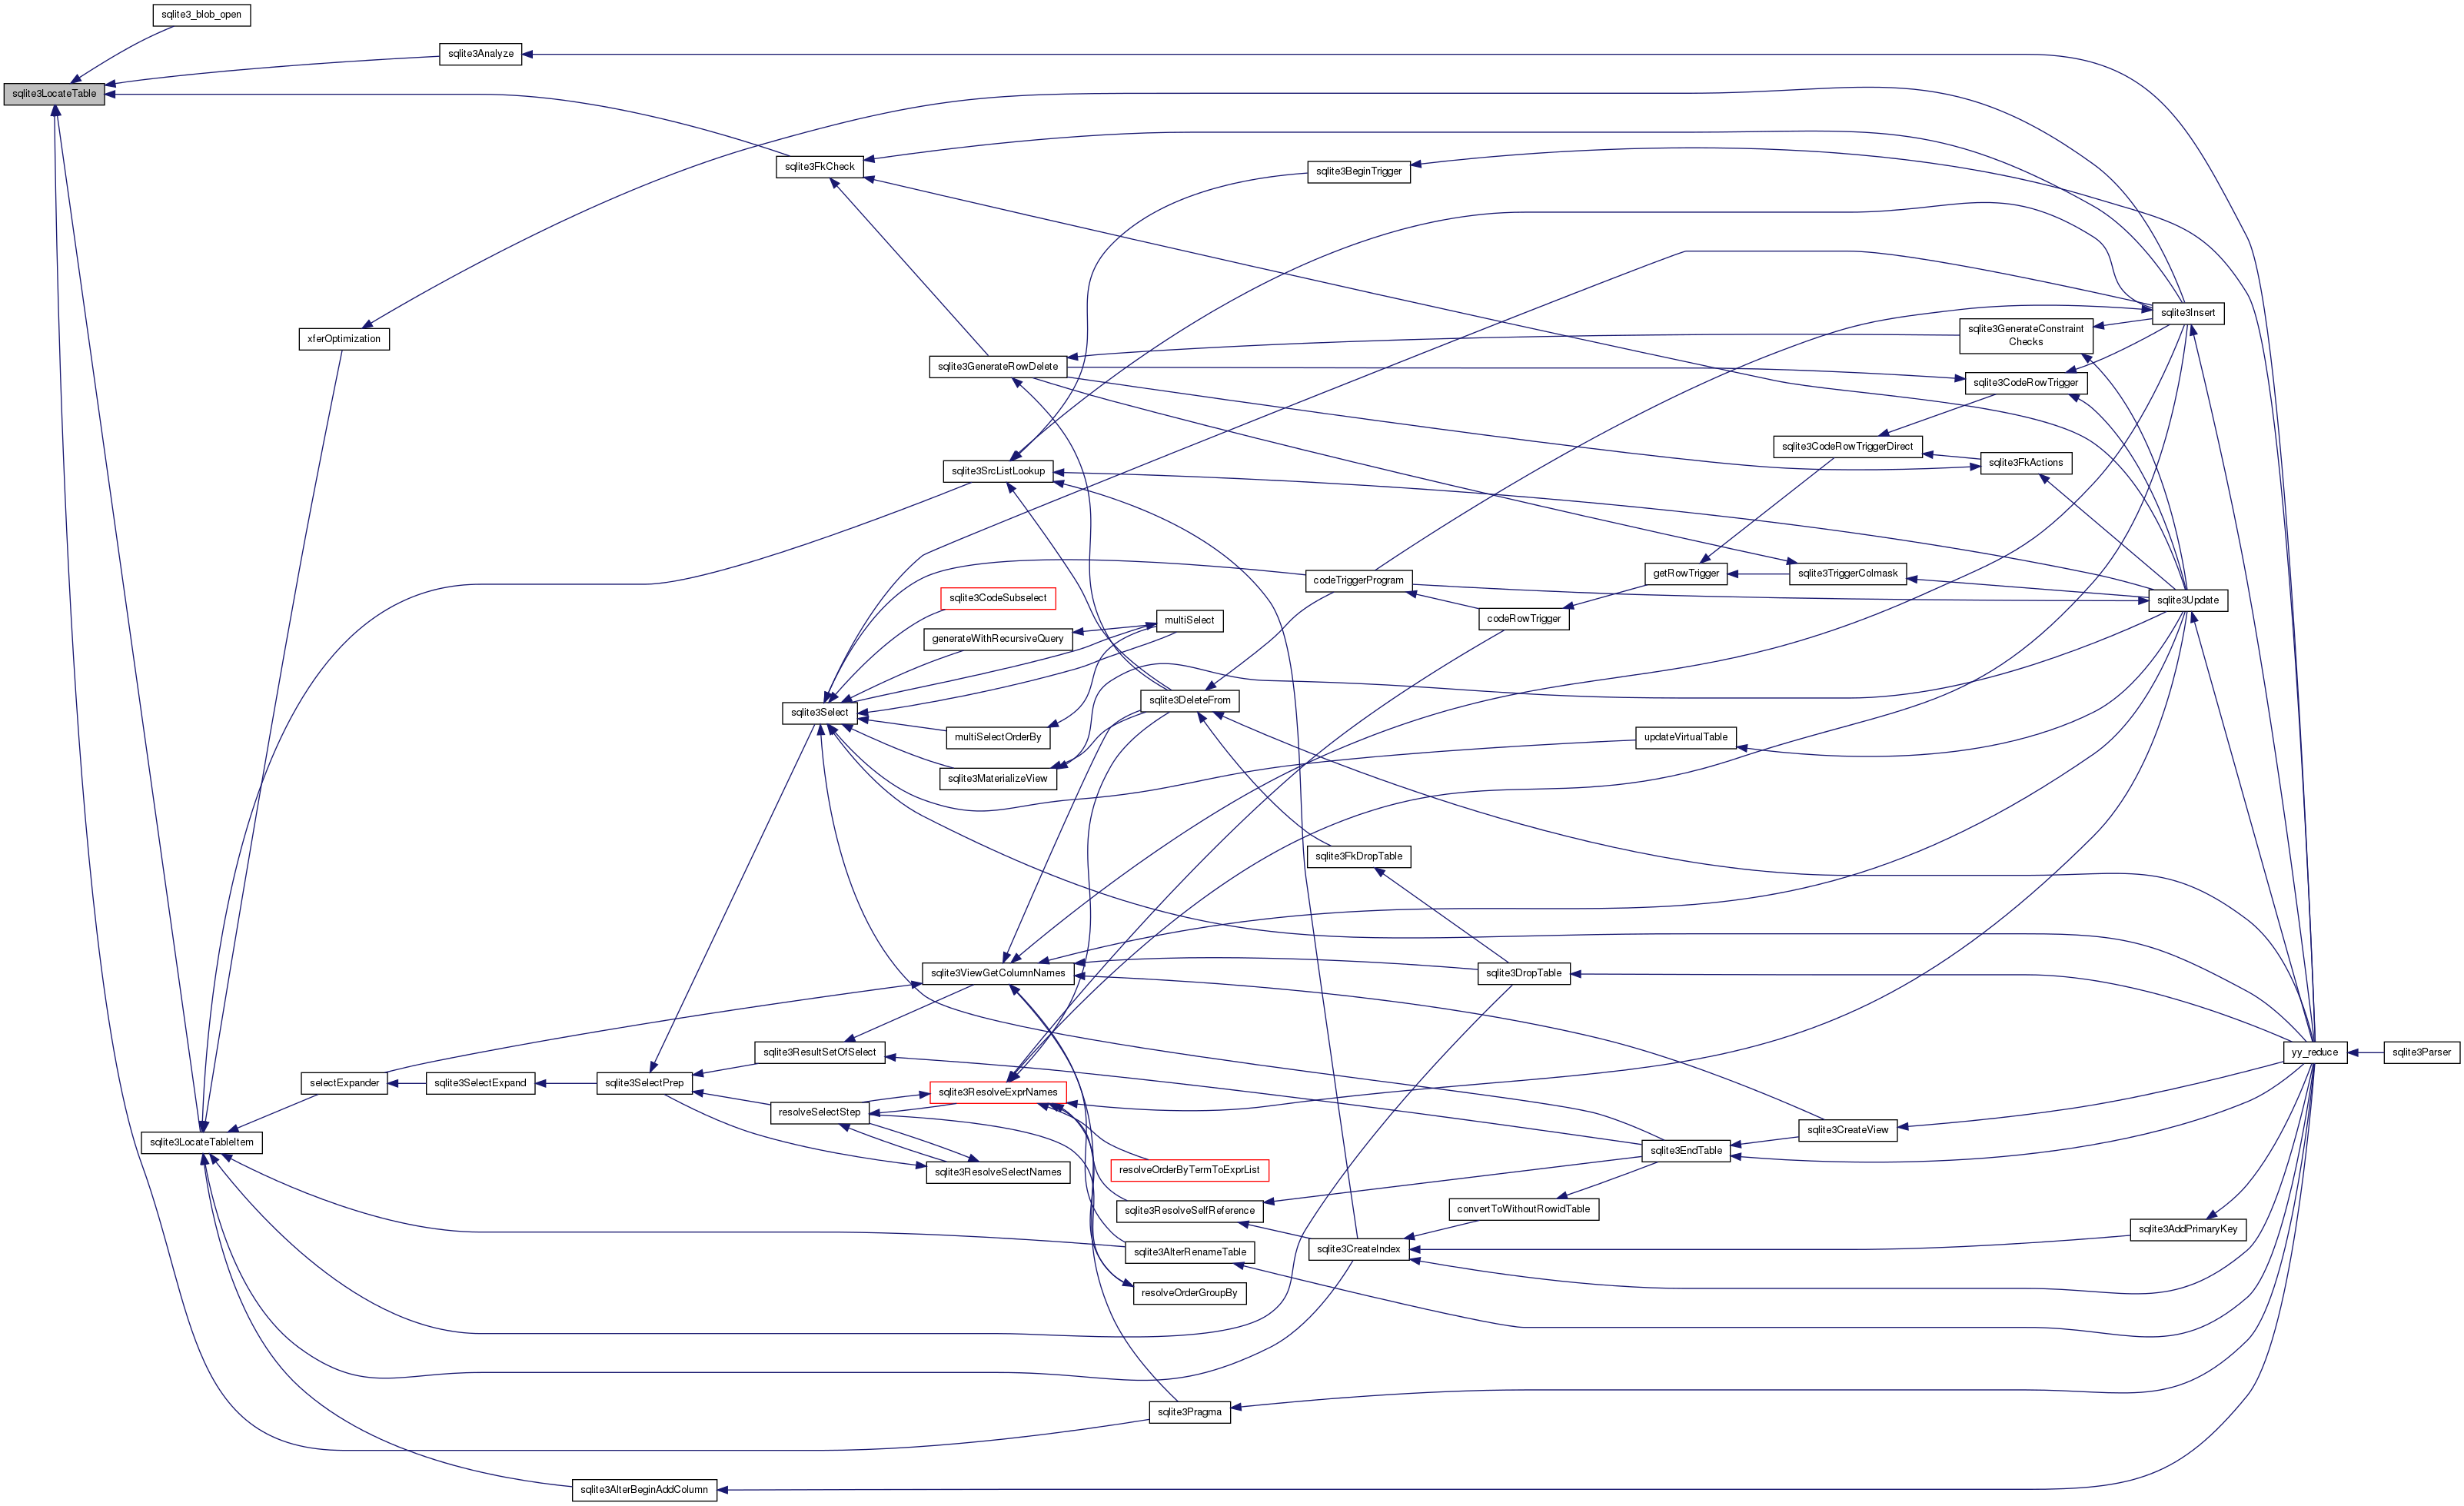 sqlite3_blob_open
sqlite3Analyze
sqlite3LocateTable
sqlite3FkCheck
sqlite3BeginTrigger
sqlite3Insert
xferOptimization
sqlite3GenerateConstraint
Checks
sqlite3GenerateRowDelete
sqlite3CodeRowTrigger
sqlite3CodeRowTriggerDirect
sqlite3FkActions
sqlite3SrcListLookup
getRowTrigger
sqlite3TriggerColmask
codeTriggerProgram
sqlite3CodeSubselect
sqlite3Update
codeRowTrigger
multiSelect
generateWithRecursiveQuery
sqlite3DeleteFrom
sqlite3Select
multiSelectOrderBy
updateVirtualTable
sqlite3MaterializeView
sqlite3FkDropTable
sqlite3ViewGetColumnNames
sqlite3DropTable
sqlite3ResultSetOfSelect
yy_reduce
sqlite3Parser
selectExpander
sqlite3SelectExpand
sqlite3SelectPrep
sqlite3ResolveExprNames
resolveSelectStep
sqlite3CreateView
sqlite3LocateTableItem
sqlite3EndTable
resolveOrderByTermToExprList
sqlite3ResolveSelectNames
convertToWithoutRowidTable
sqlite3ResolveSelfReference
sqlite3AddPrimaryKey
sqlite3CreateIndex
sqlite3AlterRenameTable
resolveOrderGroupBy
sqlite3Pragma
sqlite3AlterBeginAddColumn